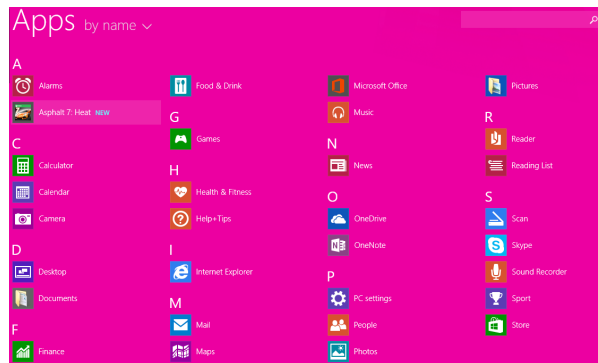 Apps by name
A
Alarms
Asphalt 7: Heat NEW
C
Calculator
Calendar
Camera
D
Desktop
Documents
F
Finance
Food & Drink
G
Games
H
Health & Fitness
Help+Tips
I
Internet Explorer
M
Mail
Maps
Microsoft Office
Music
N
News
O
OneDrive
OneNote
P
PC settings
People
Photos
Pictures
R
Reader
Reading List
S
Scan
Skype
Sound Recorder
Sport
Store